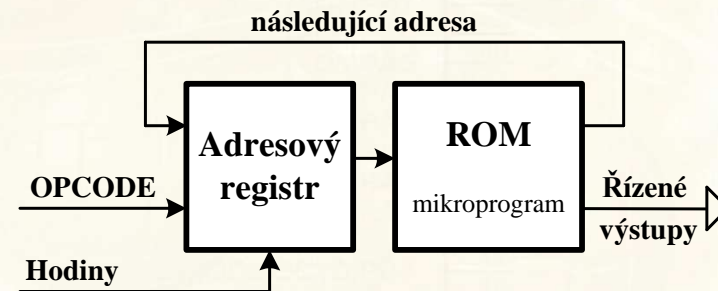 následující adresa
Adresový
registr
ROM
mikroprogram
OPCODE
Řízené
výstupy
Hodiny